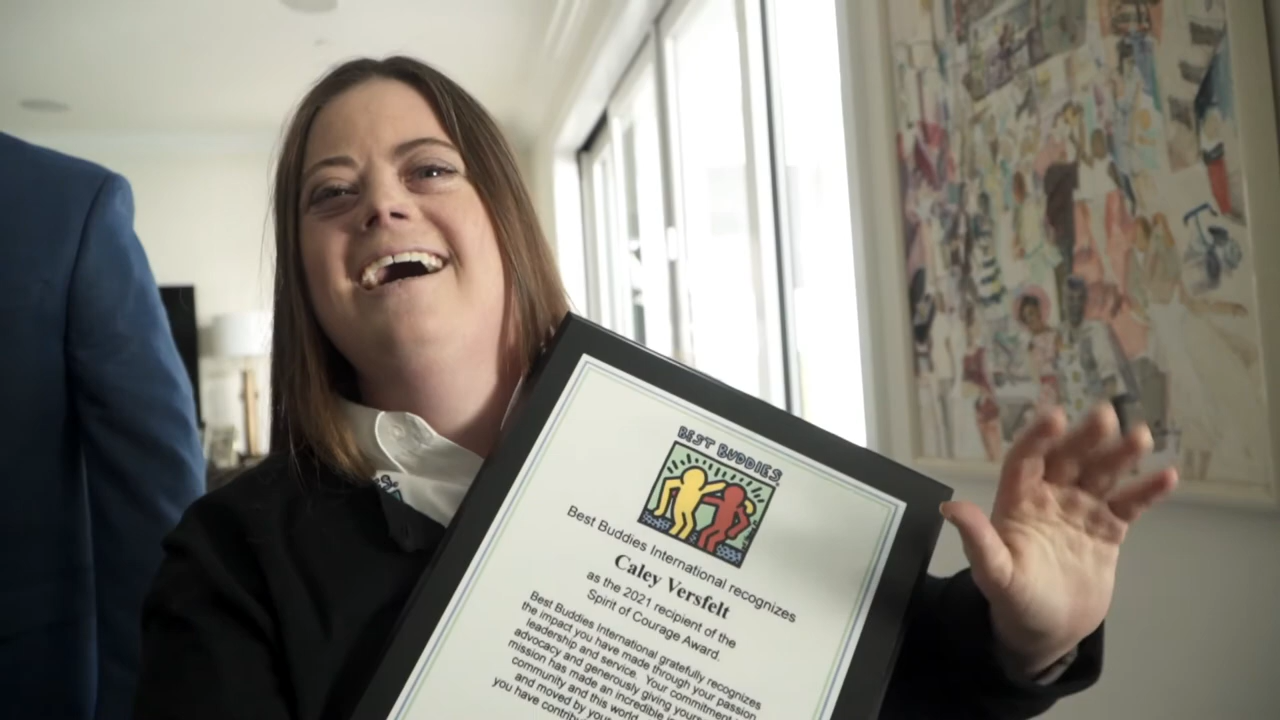 BEST BUDDIES
Best Buddies International recognizes
Caley Versfelt
as the 2021 recipient of the
Spirit of Courage Award.
Best Buddies International gratefully recognizes
the impact you have made through your passion
leadership and service. Your commitment
advocacy and generously giving
mission has made an incredible
community and this world
and moved by your
you have